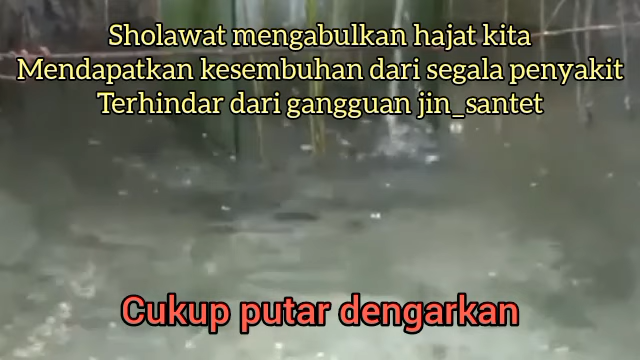 Sholawat mengabulkan hajat kita
Mendapatkan kesembuhan dari segala penyakit
Terhindar dari gangguan jin_santet
Cukup putar dengarkan